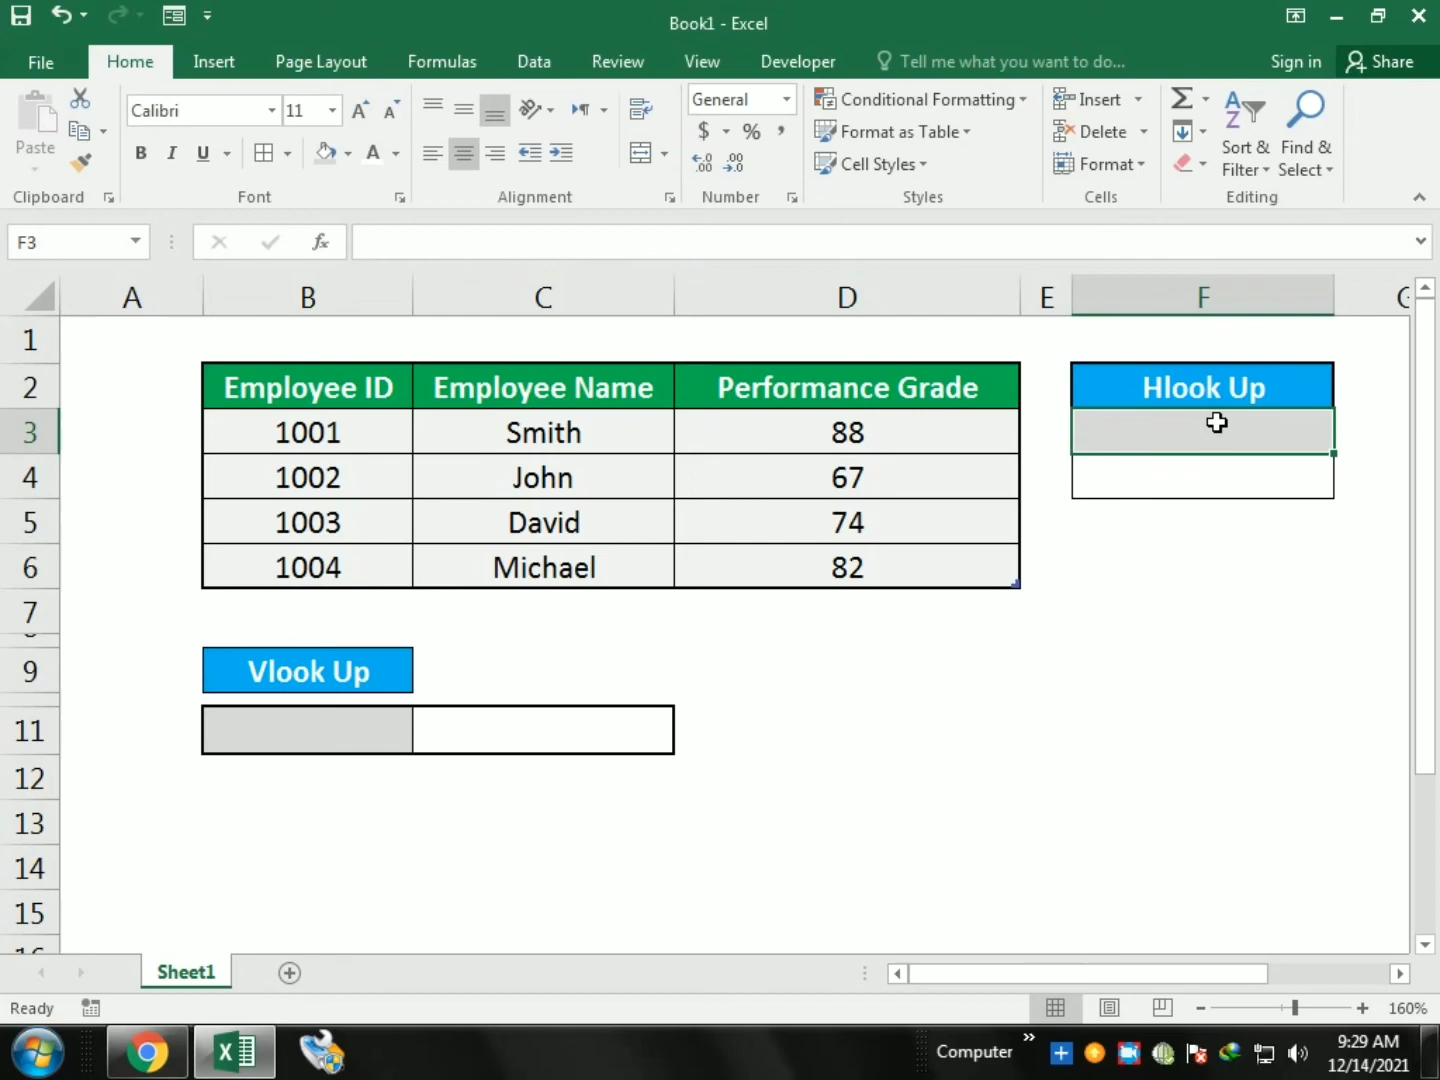 Book1 - Excel
File Home Insert Page Layout Formulas Data Review View Developer Tell me what you want to do... Sign in Share
Calibri 11 General Conditional Formatting Insert
Paste $ % Format as Table Delete Sort & Find &
B I U A Cell Styles Format Filter Select
Clipboard Font Alignment Number Styles Cells Editing
F3 fx
A B C D E F
1
2 Employee ID Employee Name Performance Grade Hlook Up
3 1001 Smith 88
4 1002 John 67
5 1003 David 74
6 1004 Michael 82
7
9 Vlook Up
11
12
13
14
15
Sheet1
Ready 160%
Computer » 9:29 AM
12/14/2021